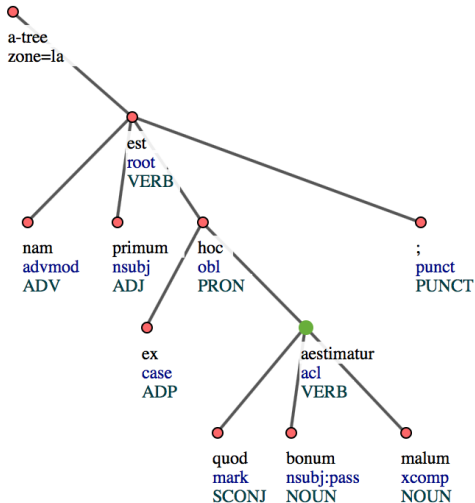 a-tree
zone=la
est
root
VERB
nam
advmod
ADV
primum
nsubj
ADJ
hoc
obl
PRON
;
punct
PUNCT
ex
case
ADP
aestimatur
acl
VERB
quod
mark
SCONJ
bonum
nsubj:pass
NOUN
malum
xcomp
NOUN